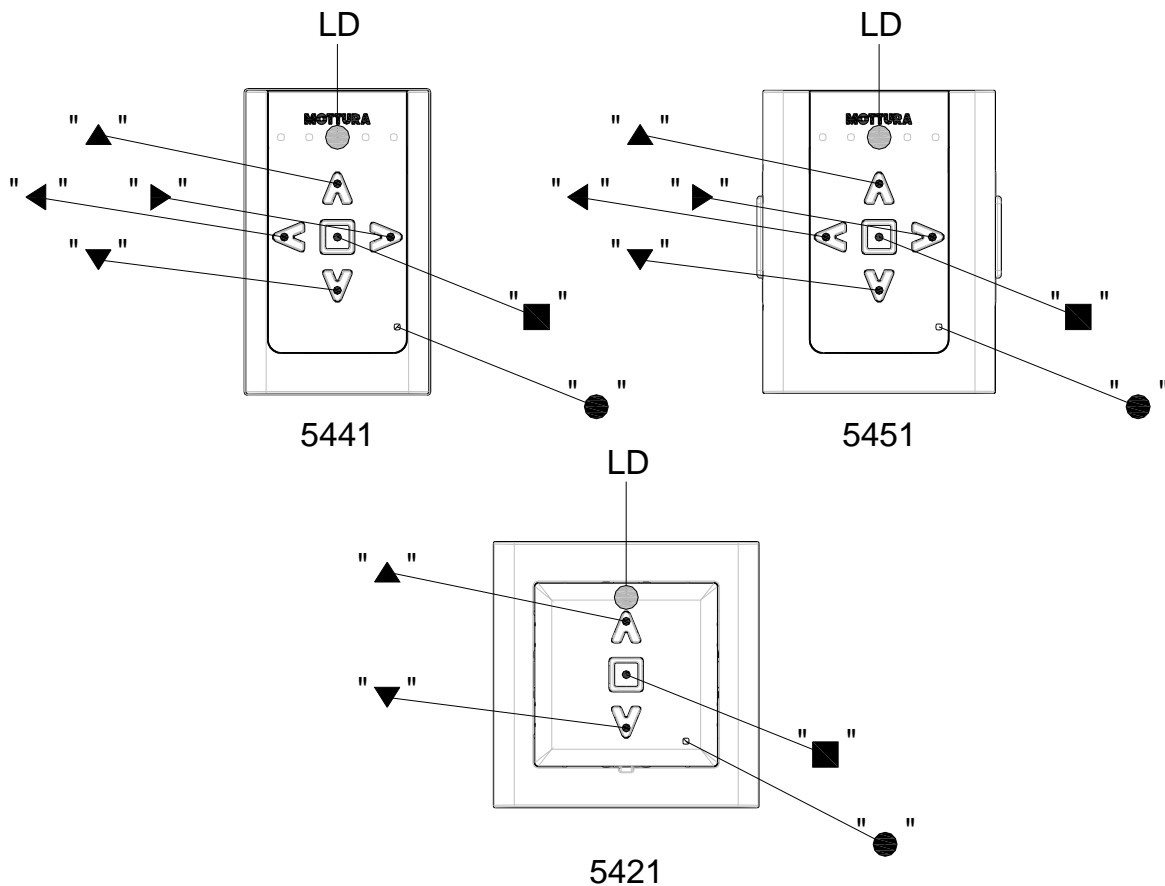 LD LD
MOTTURA MOTTURA
"▲" "▲"
"◀" "▶" "◀" "▶"
"▼" "▼"
"■" "■"
"●" "●"
5441 5451
LD
"▲"
"▼"
"■"
"●"
5421